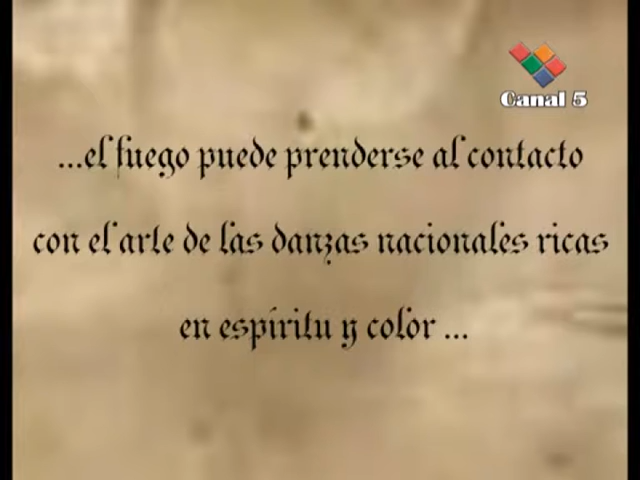 Canal 5
...el fuego puede prenderse al contacto
con el arte de las danzas nacionales ricas
en espíritu y color ...